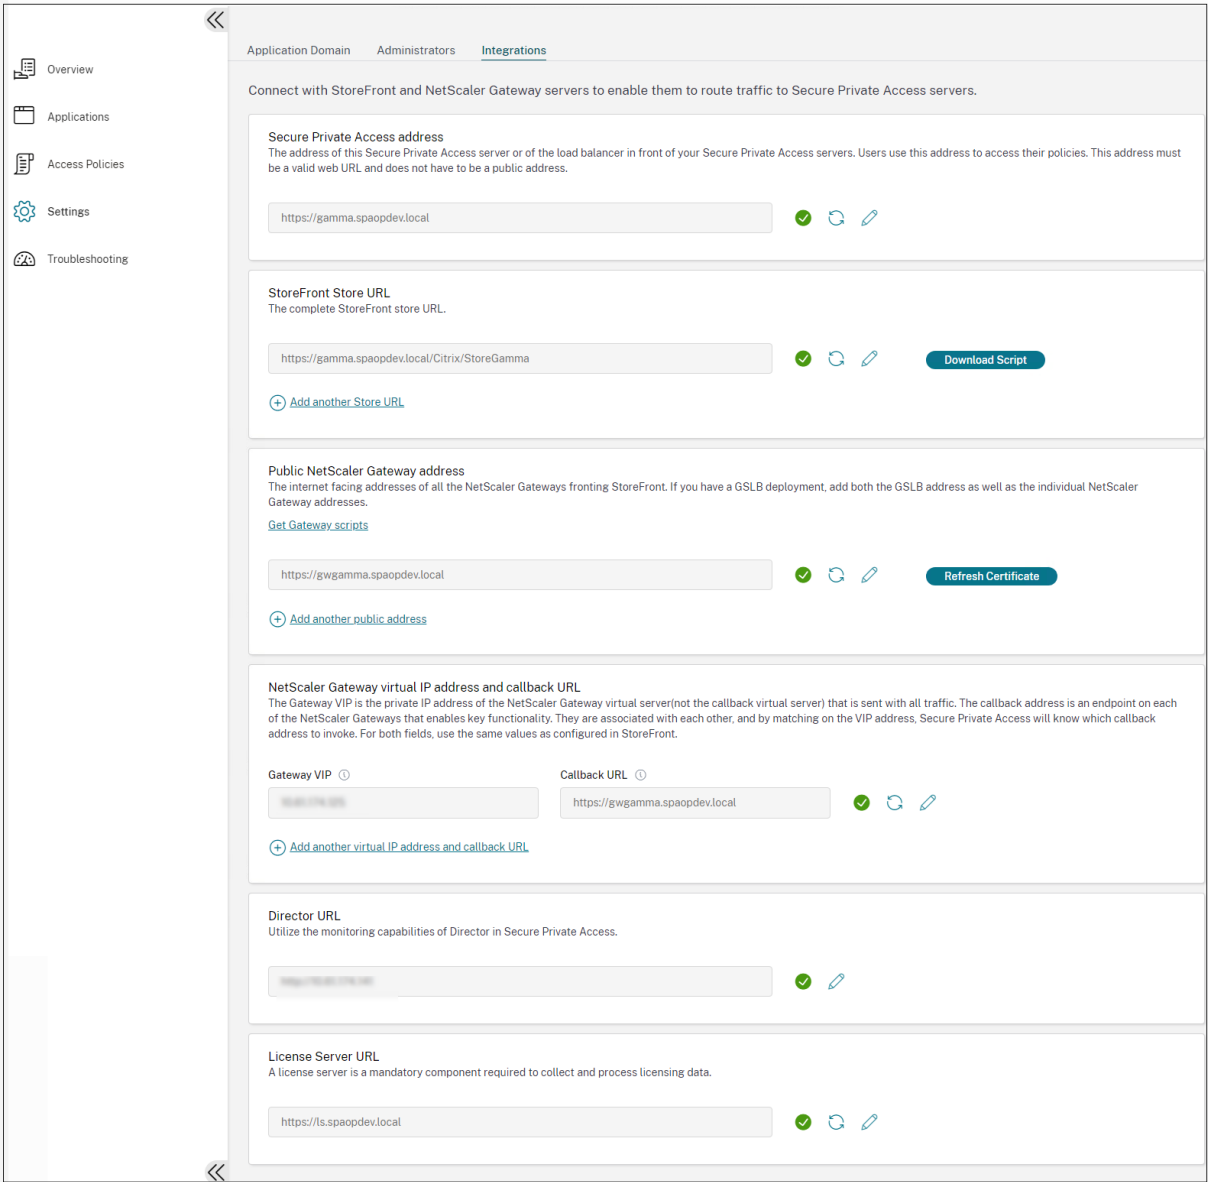 Application Domain
Administrators
Integrations
Overview
Applications
Access Policies
Settings
Troubleshooting
Connect with StoreFront and NetScaler Gateway servers to enable them to route traffic to Secure Private Access servers.
Secure Private Access address
The address of this Secure Private Access server or of the load balancer in front of your Secure Private Access servers. Users use this address to access their policies. This address must
be a valid web URL and does not have to be a public address.
https://gamma.spaopdev.local
StoreFront Store URL
The complete StoreFront store URL.
https://gamma.spaopdev.local/Citrix/StoreGamma
Download Script
Add another Store URL
Public NetScaler Gateway address
The internet facing addresses of all the NetScaler Gateways fronting StoreFront. If you have a GSLB deployment, add both the GSLB address as well as the individual NetScaler
Gateway addresses.
Get Gateway scripts
https://gwgamma.spaopdev.local
Refresh Certificate
Add another public address
NetScaler Gateway virtual IP address and callback URL
The Gateway VIP is the private IP address of the NetScaler Gateway virtual server(not the callback virtual server) that is sent with all traffic. The callback address is an endpoint on each
of the NetScaler Gateways that enables key functionality. They are associated with each other, and by matching on the VIP address, Secure Private Access will know which callback
address to invoke. For both fields, use the same values as configured in StoreFront.
Gateway VIP
Callback URL
https://gwgamma.spaopdev.local
Add another virtual IP address and callback URL
Director URL
Utilize the monitoring capabilities of Director in Secure Private Access.
License Server URL
A license server is a mandatory component required to collect and process licensing data.
https://ls.spaopdev.local